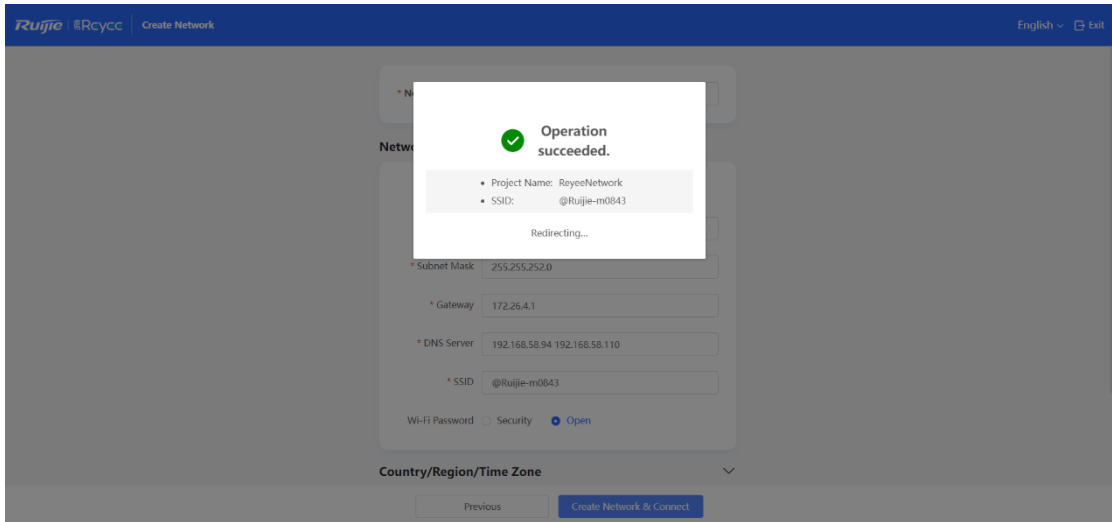 Ruijie Rcycc Create Network English Exit
* N
Operation
succeeded.
Netw
Project Name: ReyeeNetwork
SSID: @Ruijie-m0843
Redirecting...
* Subnet Mask 255.255.252.0
* Gateway 172.26.4.1
* DNS Server 192.168.58.94 192.168.58.110
* SSID @Ruijie-m0843
Wi-Fi Password Security Open
Country/Region/Time Zone
Previous Create Network & Connect